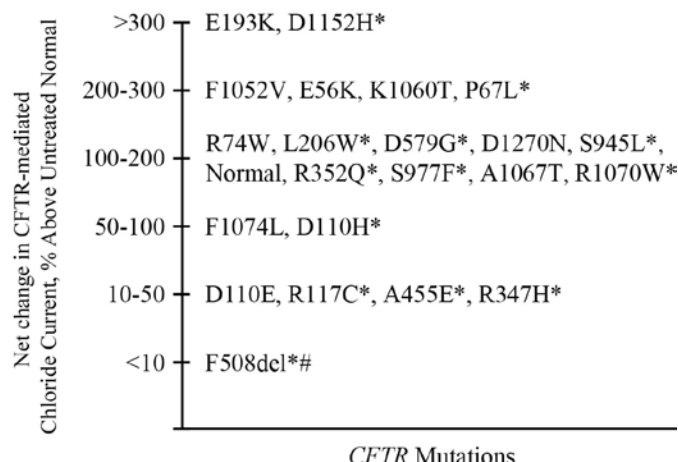 Net change in CFTR-mediated
Chloride Current, % Above Untreated Normal
>300 E193K, D1152H*
200-300 F1052V, E56K, K1060T, P67L*
R74W, L206W*, D579G*, D1270N, S945L*,
100-200
Normal, R352Q*, S977F*, A1067T, R1070W*
50-100 F1074L, D110H*
10-50 D110E, R117C*, A455E*, R347H*
<10 F508del*#
CFTR Mutations